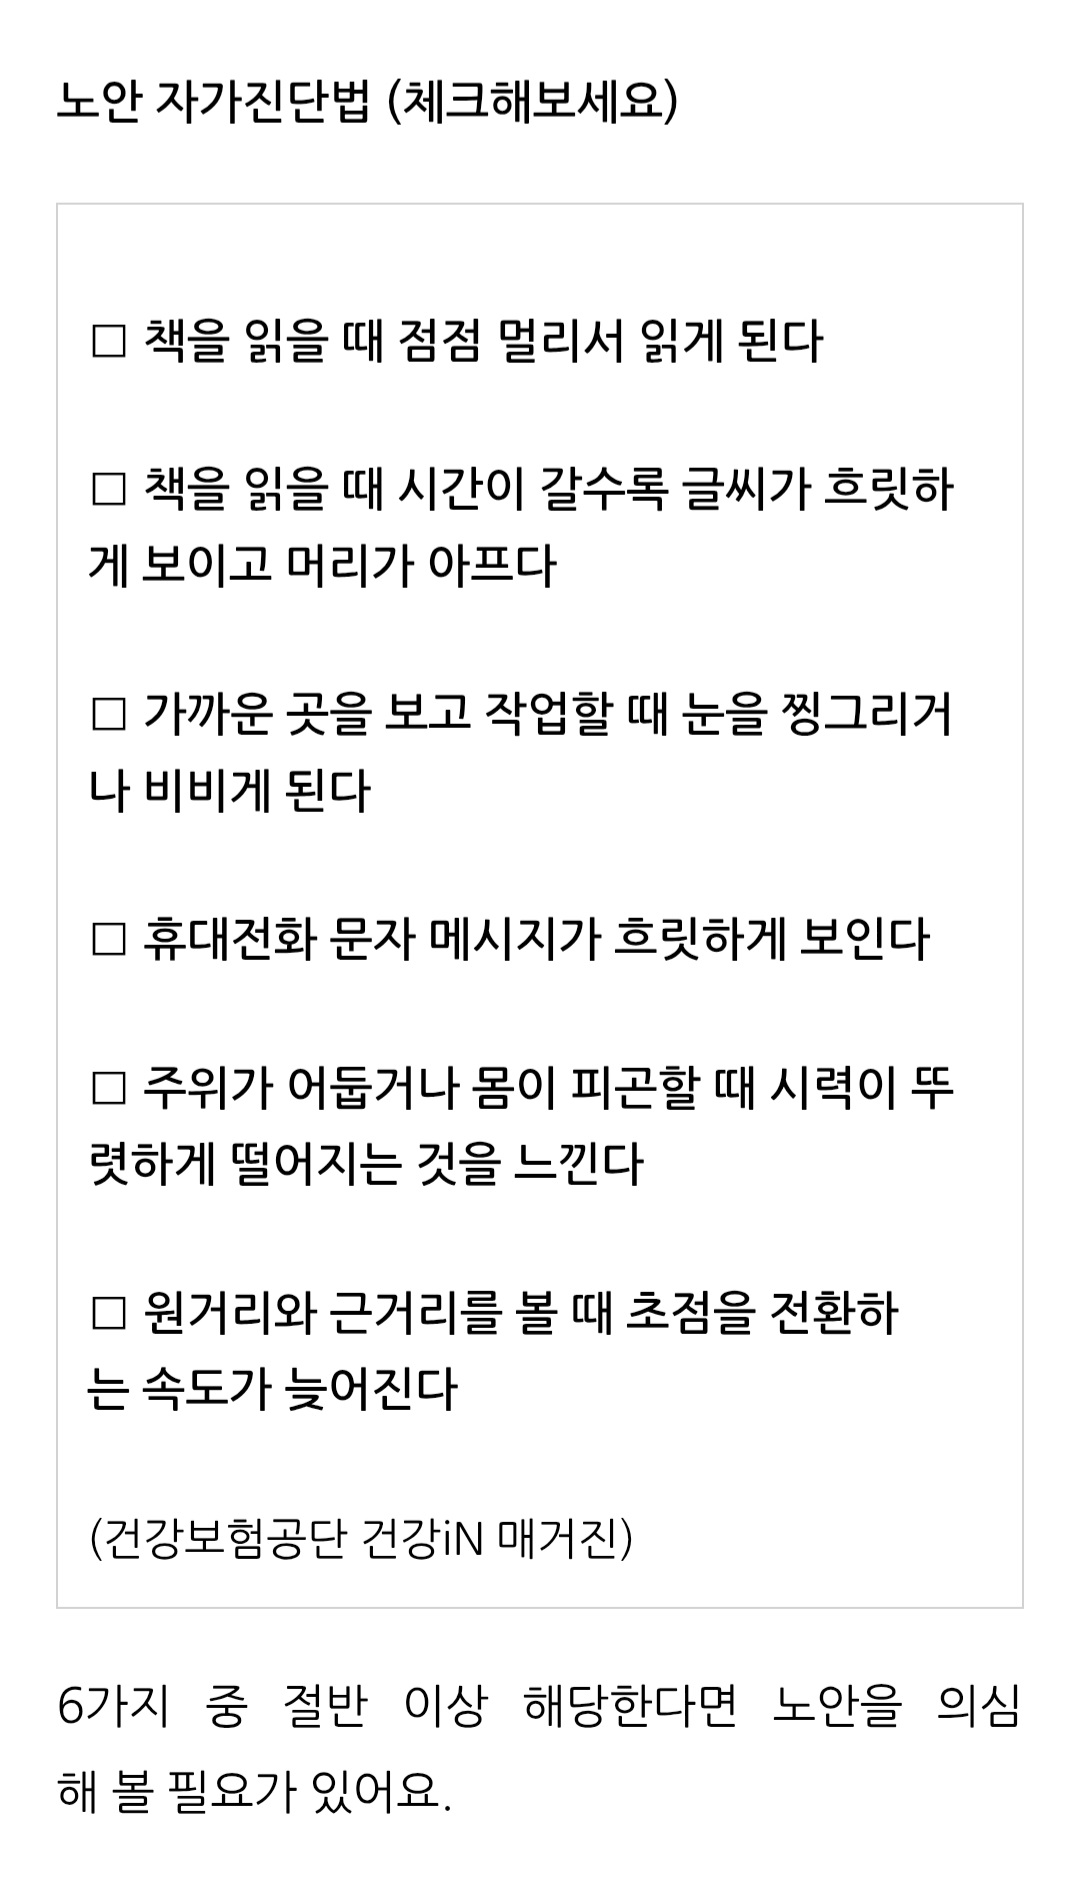 노안 자가진단법 (체크해보세요)
□ 책을 읽을 때 점점 멀리서 읽게 된다
□ 책을 읽을 때 시간이 갈수록 글씨가 흐릿하
게 보이고 머리가 아프다
□ 가까운 곳을 보고 작업할 때 눈을 찡그리거
나 비비게 된다
□ 휴대전화 문자 메시지가 흐릿하게 보인다
□ 주위가 어둡거나 몸이 피곤할 때 시력이 뚜
렷하게 떨어지는 것을 느낀다
□ 원거리와 근거리를 볼 때 초점을 전환하
는 속도가 늦어진다
(건강보험공단 건강iN 매거진)
6가지 중 절반 이상 해당한다면 노안을 의심
해 볼 필요가 있어요.